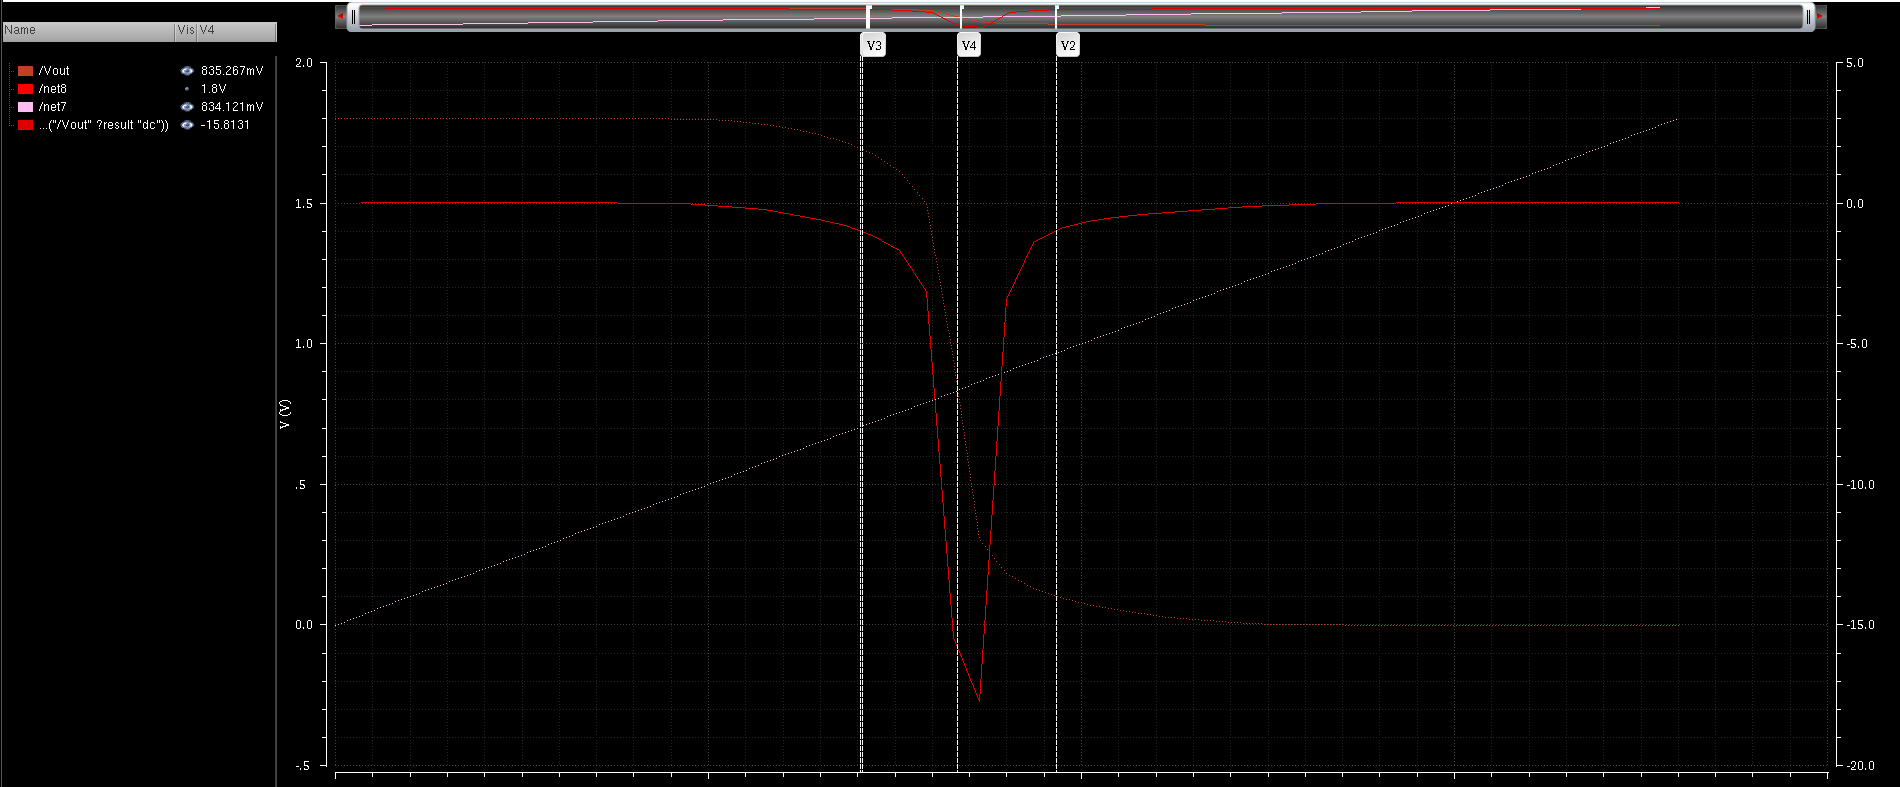 Name Vis V4
/Vout 835.267mV
/net8 1.8V
/net7 834.121mV
...("/Vout" ?result "dc")) -15.8131
V3 V4 V2
2.0 5.0
1.5 0.0
1.0 -5.0
V (V)
.5 -10.0
0.0 -15.0
-.5 -20.0